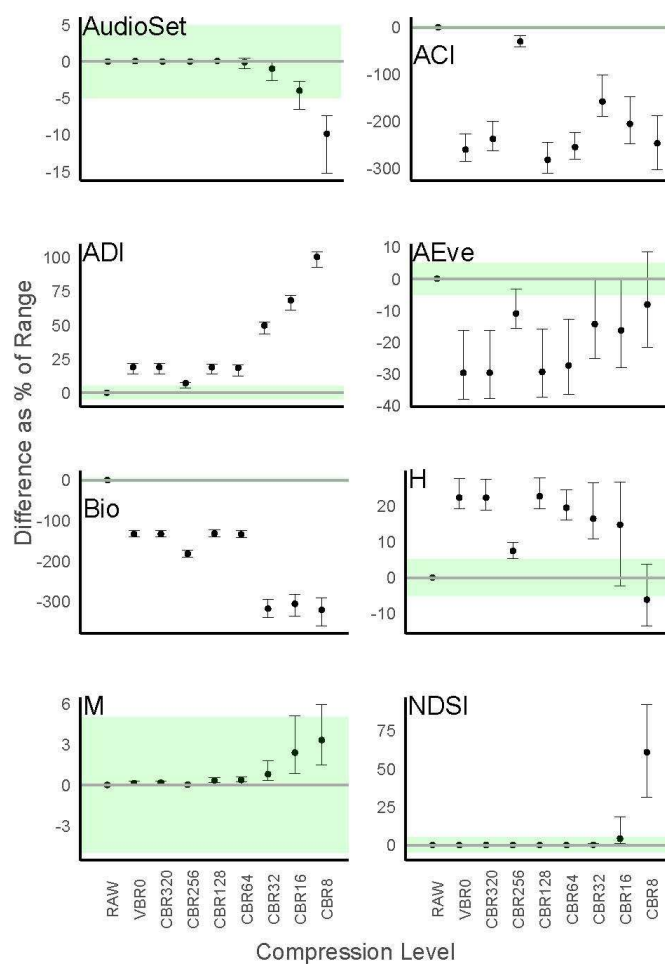 AudioSet
5
0
-5
-10
-15
ACI
0
-100
-200
-300
ADI
100
75
50
25
0
AEve
10
0
-10
-20
-30
-40
Bio
0
-100
-200
-300
H
20
10
0
-10
M
6
3
0
-3
NDSI
75
50
25
0
Difference as % of Range
RAW
VBR0
CBR320
CBR256
CBR128
CBR64
CBR32
CBR16
CBR8
RAW
VBR0
CBR320
CBR256
CBR128
CBR64
CBR32
CBR16
CBR8
Compression Level